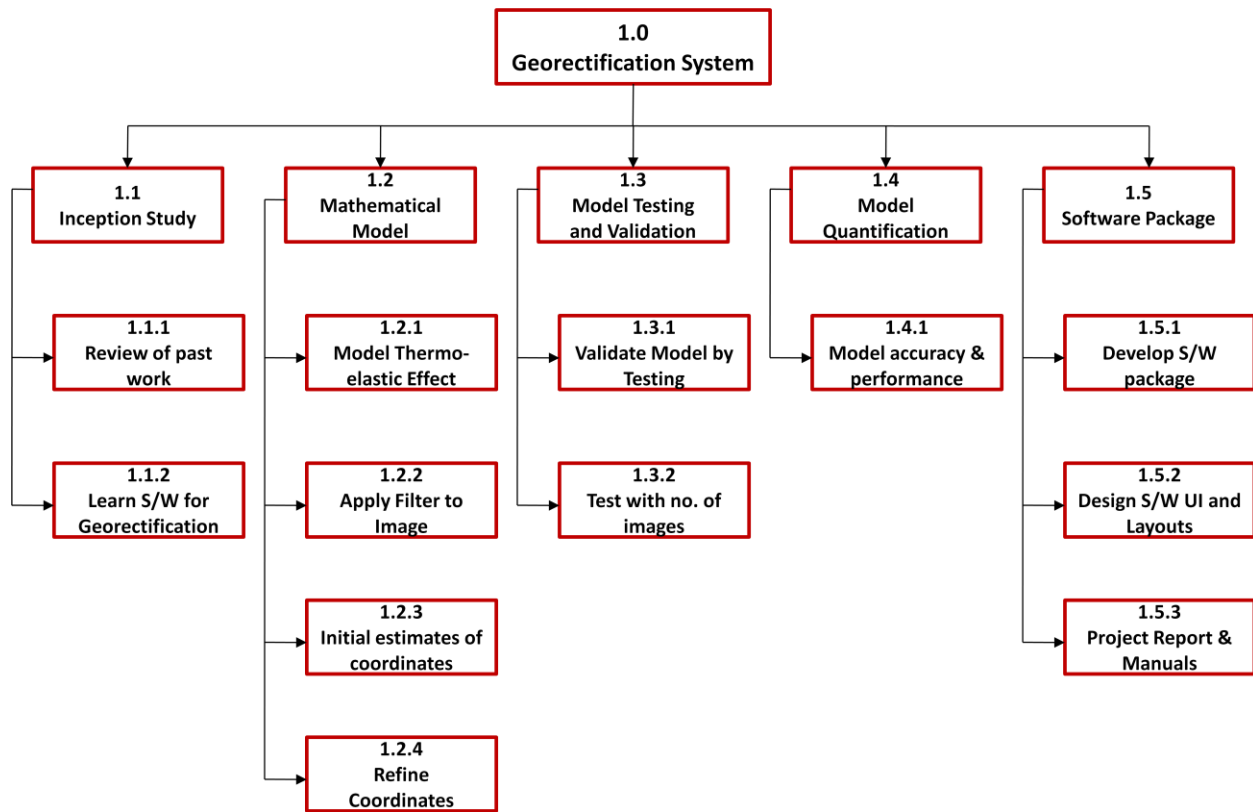 1.0
Georectification System
1.1
Inception Study
1.2
Mathematical
Model
1.3
Model Testing
and Validation
1.4
Model
Quantification
1.5
Software Package
1.1.1
Review of past
work
1.2.1
Model Thermo-
elastic Effect
1.3.1
Validate Model by
Testing
1.4.1
Model accuracy &
performance
1.5.1
Develop S/W
package
1.1.2
Learn S/W for
Georectification
1.2.2
Apply Filter to
Image
1.3.2
Test with no. of
images
1.5.2
Design S/W UI and
Layouts
1.2.3
Initial estimates of
coordinates
1.5.3
Project Report &
Manuals
1.2.4
Refine
Coordinates